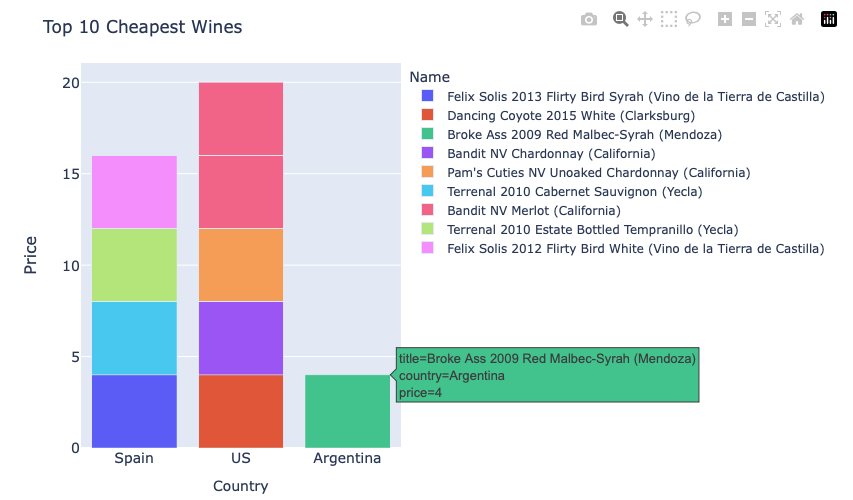 Top 10 Cheapest Wines
Name
Felix Solis 2013 Flirty Bird Syrah (Vino de la Tierra de Castilla)
Dancing Coyote 2015 White (Clarksburg)
Broke Ass 2009 Red Malbec-Syrah (Mendoza)
Bandit NV Chardonnay (California)
Pam's Cuties NV Unoaked Chardonnay (California)
Terrenal 2010 Cabernet Sauvignon (Yecla)
Bandit NV Merlot (California)
Terrenal 2010 Estate Bottled Tempranillo (Yecla)
Felix Solis 2012 Flirty Bird White (Vino de la Tierra de Castilla)
Price
20
15
10
5
0
title=Broke Ass 2009 Red Malbec-Syrah (Mendoza)
country=Argentina
price=4
Spain US Argentina
Country